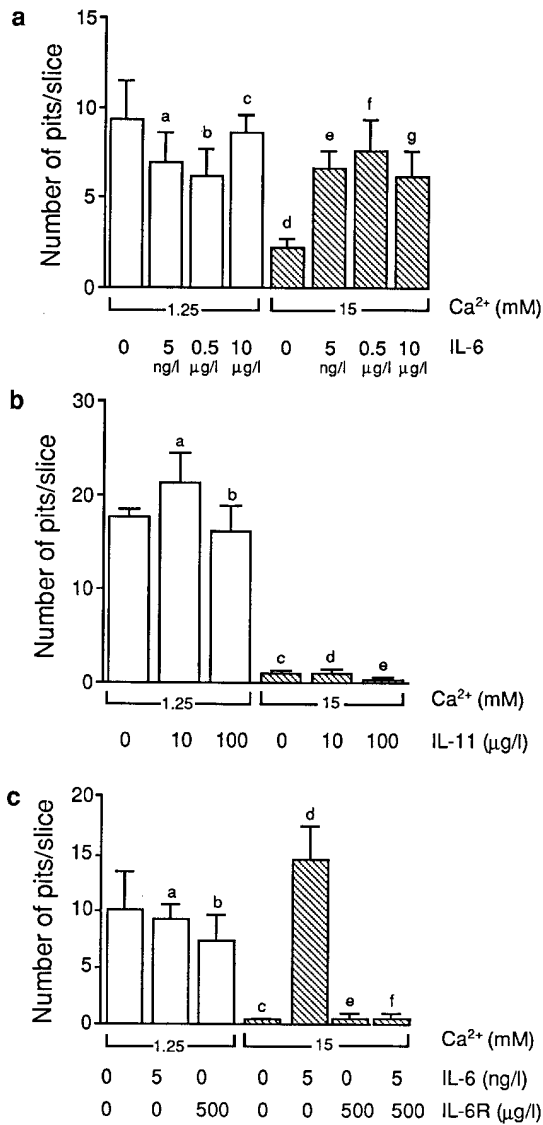 a
Number of pits/slice
15
10
5
0
a
b
c
d
e
f
g
1.25
15
Ca²⁺ (mM)
0 5 0.5 10 0 5 0.5 10 IL-6
ng/l μg/l μg/l ng/l μg/l μg/l
b
Number of pits/slice
30
20
10
0
a
b
c
d
e
1.25
15
Ca²⁺ (mM)
0 10 100 0 10 100 IL-11 (μg/l)
c
Number of pits/slice
20
15
10
5
0
a
b
c
d
e
f
1.25
15
Ca²⁺ (mM)
0 5 0 0 5 0 5 IL-6 (ng/l)
0 0 500 0 0 500 500 IL-6R (μg/l)